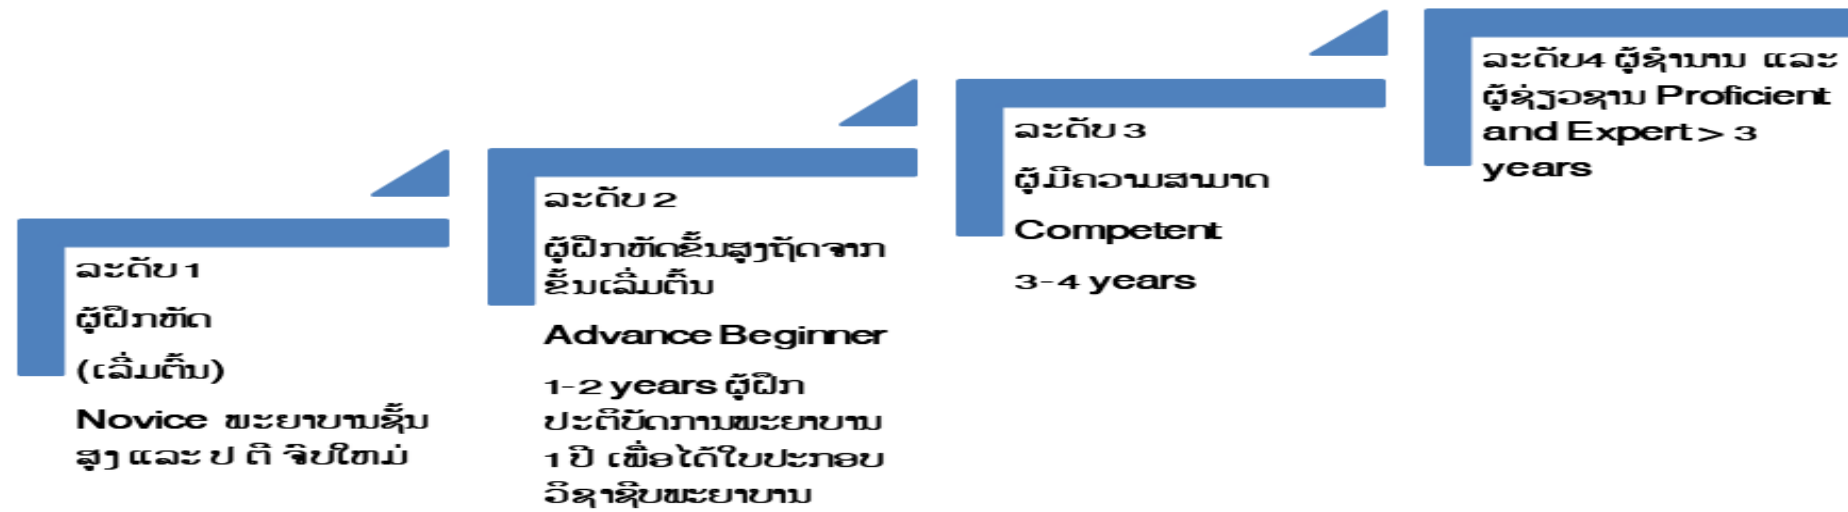 ລະດັບ 1
ຜູ້ຝຶກຫັດ
(ເລີ່ມຕົ້ນ)
Novice ພະຍາບານຊັ້ນ
ສູງ ແລະ ປ ຕີ ຈົບໃຫມ່
ລະດັບ 2
ຜູ້ຝຶກຫັດຂັ້ນສູງຖັດຈາກ
ຂັ້ນເລີ່ມຕົ້ນ
Advance Beginner
1-2 years ຜູ້ຝຶກ
ປະຕິບັດການພະຍາບານ
1 ປີ ເພື່ອໄດ້ໃບປະກອບ
ວິຊາຊີບພະຍາບານ
ລະດັບ 3
ຜູ້ມີຄວາມສາມາດ
Competent
3-4 years
ລະດັບ4 ຜູ້ຊໍານານ ແລະ
ຜູ້ຊ່ຽວຊານ Proficient
and Expert > 3
years